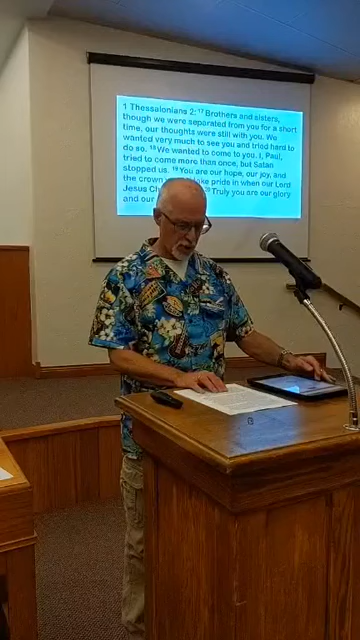 1 Thessalonians 2: 17 Brothers and sisters,
though we were separated from you for a short
time, our thoughts were still with you. We
wanted very much to see you and tried hard to
do so. 18 We wanted to come to you. I, Paul,
tried to come more than once, but Satan
stopped us. 19 You are our hope, our joy, and
the crown take pride in when our Lord
Jesus Truly you are our glory
and our